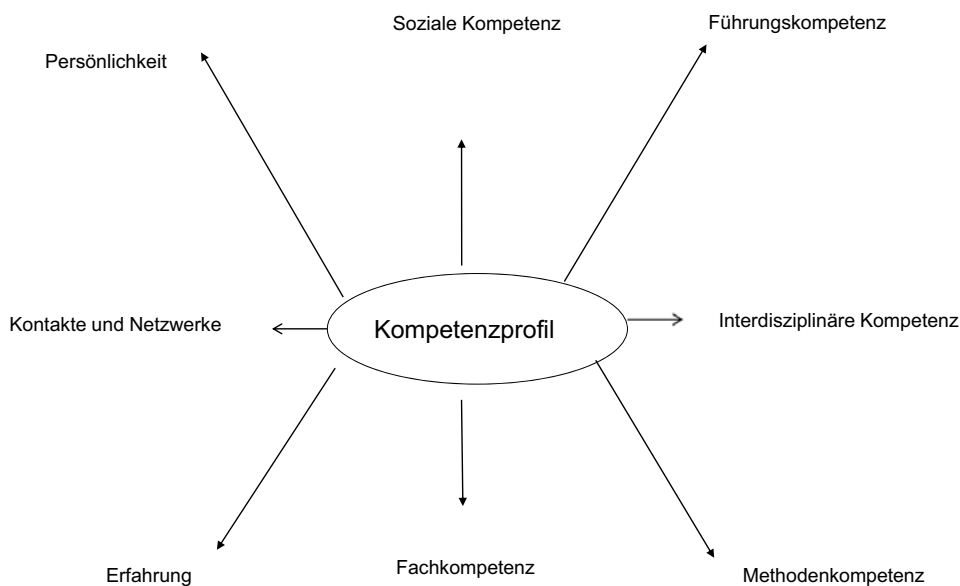 Soziale Kompetenz
Führungskompetenz
Persönlichkeit
Kontakte und Netzwerke
Kompetenzprofil
Interdisziplinäre Kompetenz
Erfahrung
Fachkompetenz
Methodenkompetenz